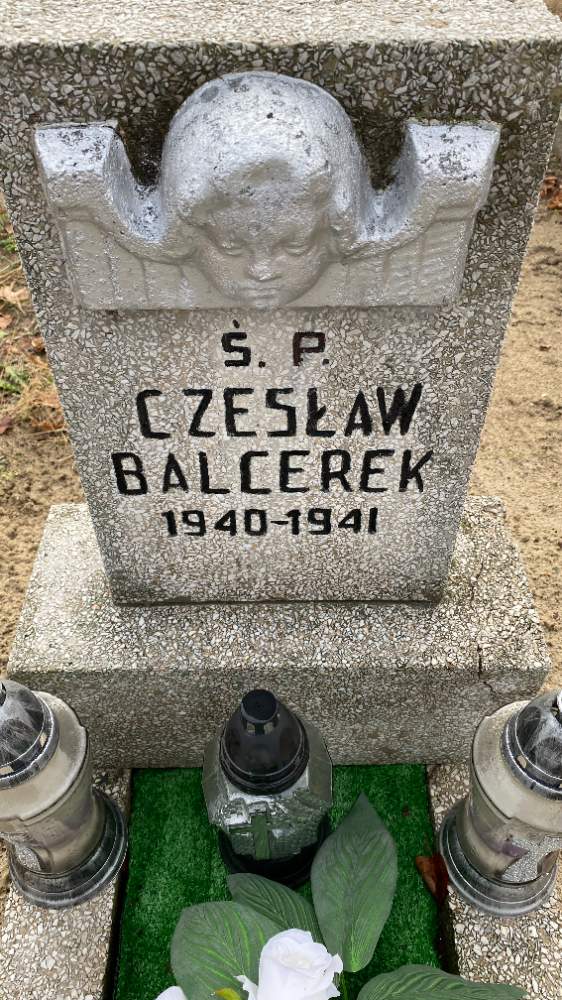 Ś. P.
CZESŁAW
BALCEREK
1940-1941